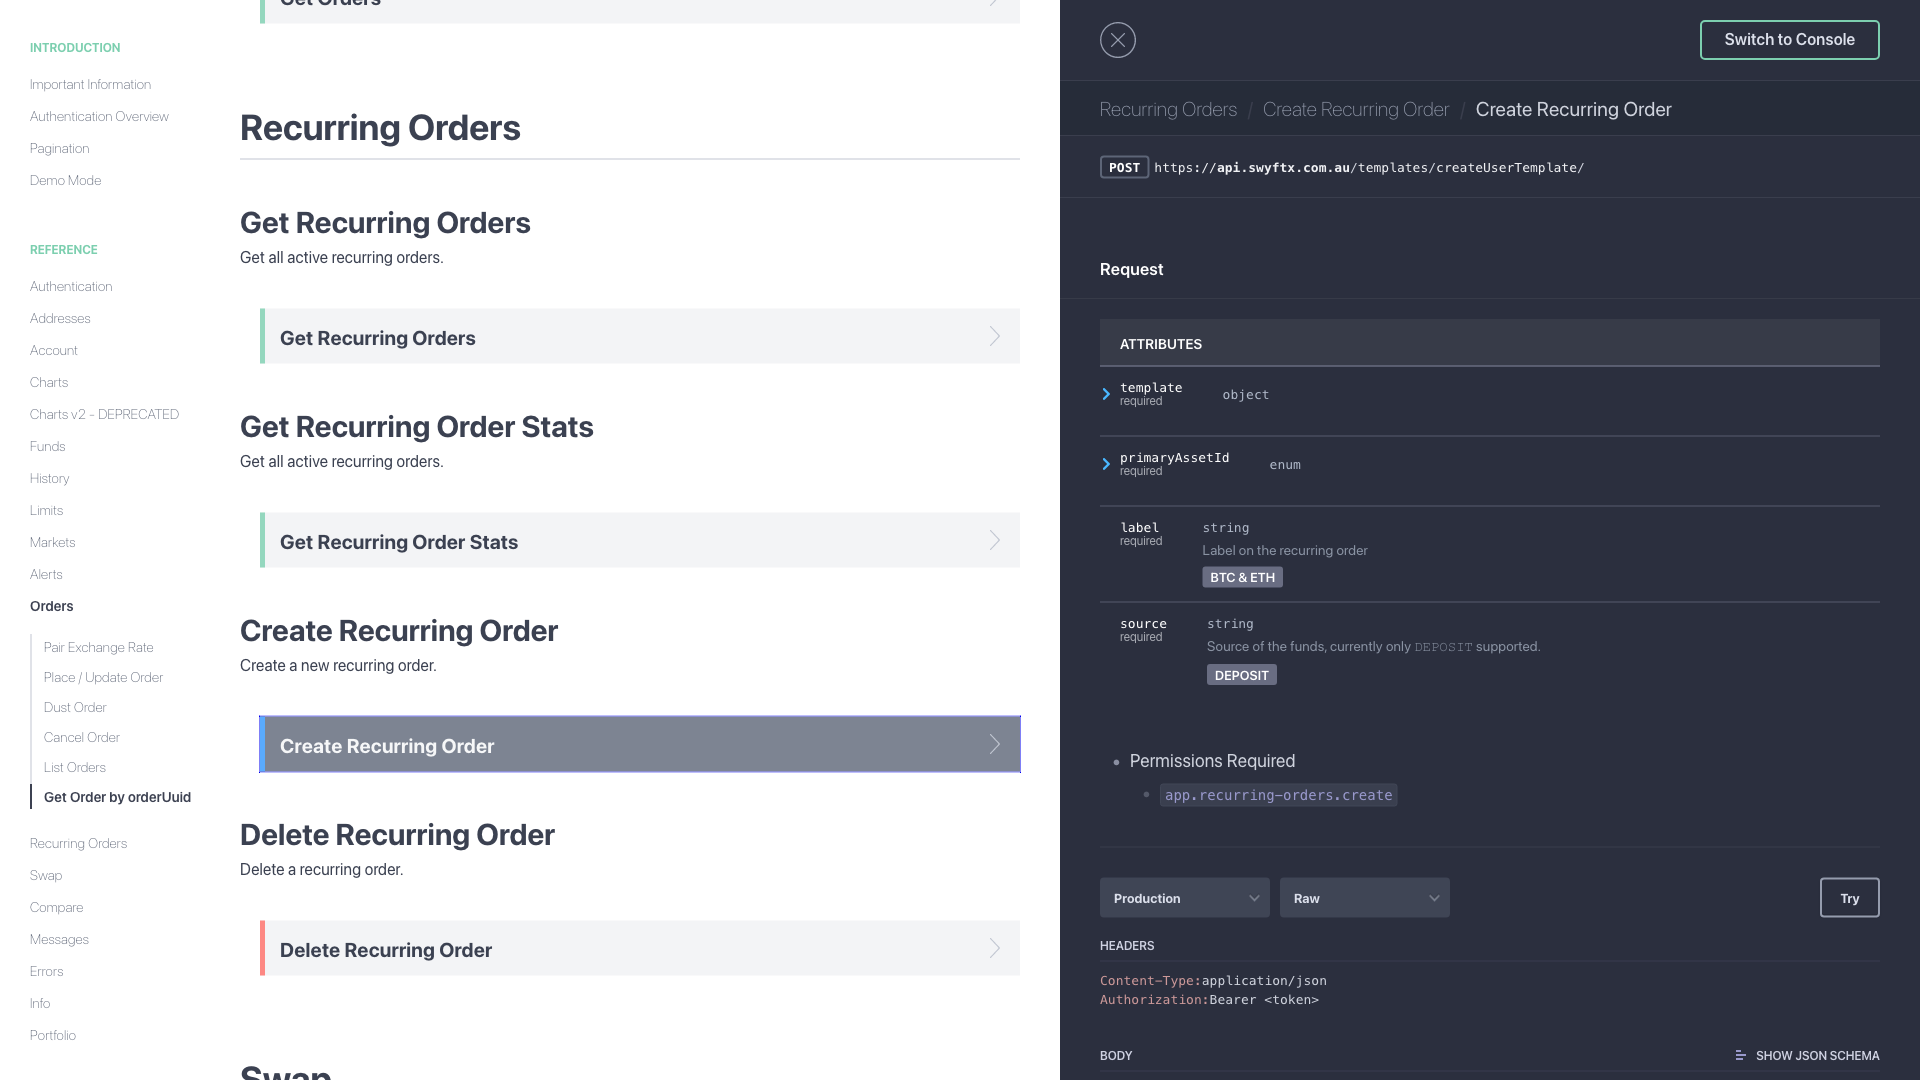 INTRODUCTION
Important Information
Authentication Overview
Pagination
Demo Mode
REFERENCE
Authentication
Addresses
Account
Charts
Charts v2 - DEPRECATED
Funds
History
Limits
Markets
Alerts
Orders
Pair Exchange Rate
Place / Update Order
Dust Order
Cancel Order
List Orders
Get Order by orderUuid
Recurring Orders
Swap
Compare
Messages
Errors
Info
Portfolio
Get Orders
Recurring Orders
Get Recurring Orders
Get all active recurring orders.
Get Recurring Orders
Get Recurring Order Stats
Get all active recurring orders.
Get Recurring Order Stats
Create Recurring Order
Create a new recurring order.
Create Recurring Order
Delete Recurring Order
Delete a recurring order.
Delete Recurring Order
Swap
Switch to Console
Recurring Orders / Create Recurring Order / Create Recurring Order
POST https://api.swyftx.com.au/templates/createUserTemplate/
Request
ATTRIBUTES
template object
required
primaryAssetId enum
required
label string
required
Label on the recurring order
BTC & ETH
source string
required
Source of the funds, currently only DEPOSIT supported.
DEPOSIT
• Permissions Required
• app.recurring-orders.create
Production Raw Try
HEADERS
Content-Type:application/json
Authorization:Bearer <token>
BODY SHOW JSON SCHEMA